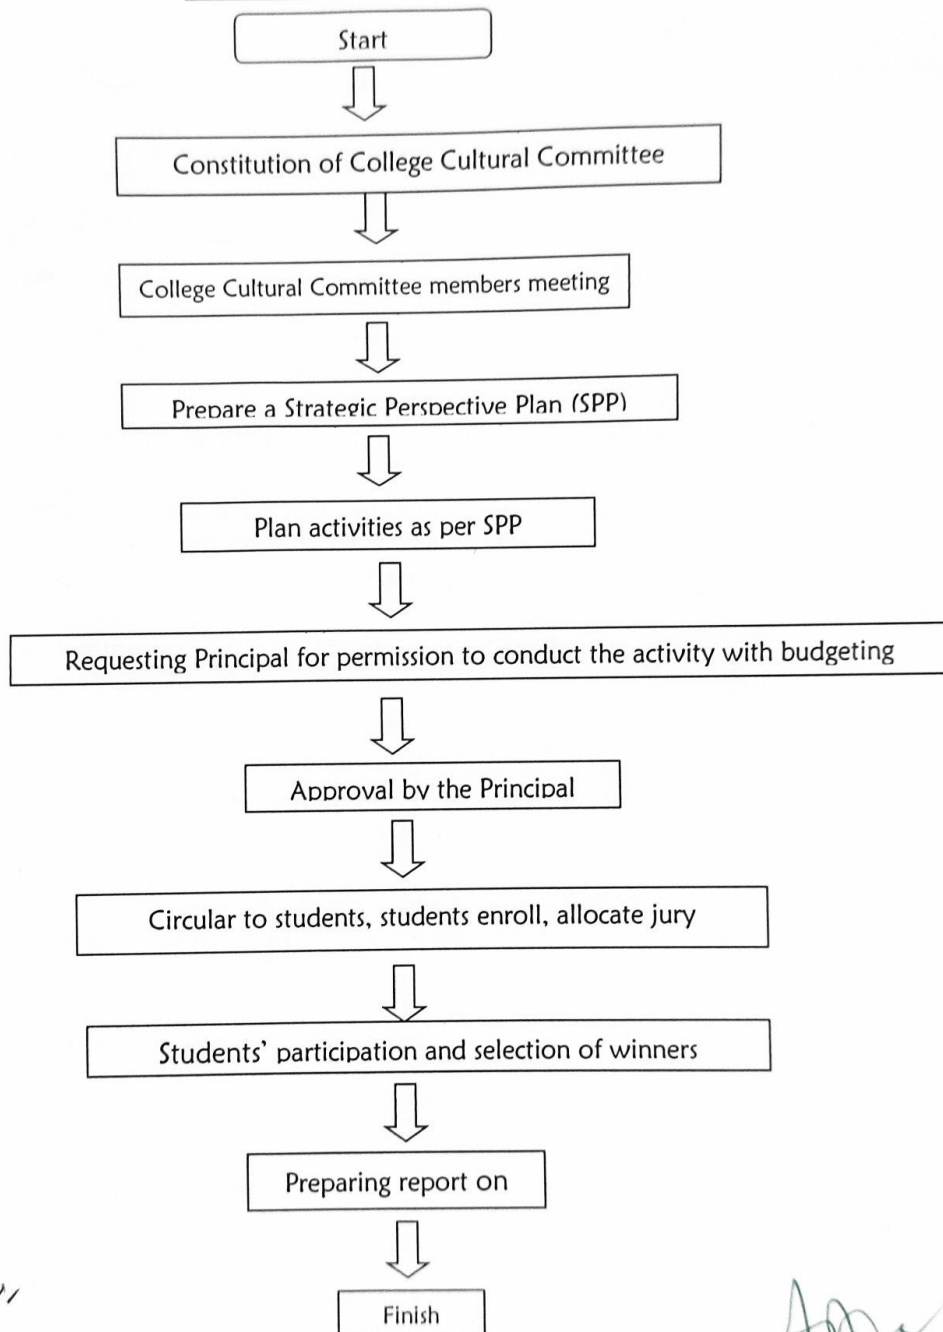 Start
Constitution of College Cultural Committee
College Cultural Committee members meeting
Prepare a Strategic Perspective Plan (SPP)
Plan activities as per SPP
Requesting Principal for permission to conduct the activity with budgeting
Approval by the Principal
Circular to students, students enroll, allocate jury
Students' participation and selection of winners
Preparing report on
Finish